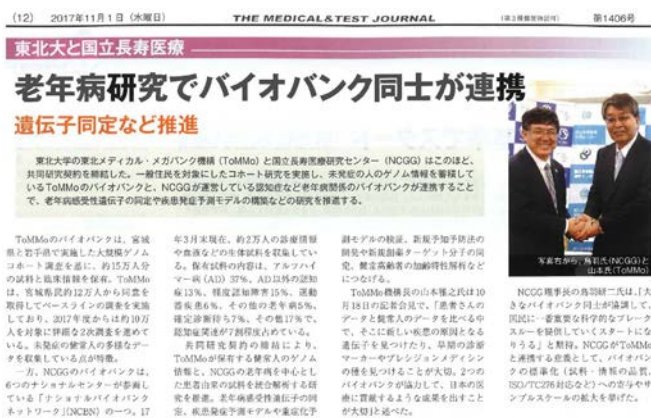 (12) 2017年11月1日 (水曜日)
THE MEDICAL&TEST JOURNAL
第1406号
東北大と国立長寿医療
老年病研究でバイオバンク同士が連携
遺伝子同定など推進
東北大学の東北メディカル・メガバンク機構（ToMMo）と国立長寿医療研究センター（NCGG）はこのほど、
共同研究契約を締結した。一般住民を対象にしたコホート研究を実施し、未発症の人のゲノム情報を蓄積して
いるToMMoのバイオバンクと、NCGGが運営している認知症など老年病関係のバイオバンクが連携すること
で、老年病感受性遺伝子の同定や疾患発症予測モデルの構築などの研究を推進する。
ToMMoのバイオバンクは、宮城
県と岩手県で実施した大規模ゲノム
コホート調査を基に、約15万人分
の試料と臨床情報を保有。ToMMo
は、宮城県民約12万人から同意を
取得してベースラインの調査を実施
しており、2017年度からは約10万
人を対象に詳細な2次調査を進めて
いる。未発症の健常人の多様なデー
タを収集している点が特徴。
一方、NCGGのバイオバンクは、
6つのナショナルセンターが参画し
ている「ナショナルバイオバンク
ネットワーク」(NCBN) の一つ。17
年3月末現在、約2万人の診療情報
や血液などの生体試料を収集してい
る。保有試料の内容は、アルツハイ
マー病（AD）37%、AD以外の認知
症13%、軽度認知障害15%、運動
器疾患6%、その他の老年病5%、
確定診断待ち7%、その他17%で、
認知症関連が7割程度占めている。
共同研究契約の締結により、
ToMMoが保有する健常人のゲノム
情報と、NCGGの老年病を中心とし
た患者由来の試料を統合解析する研
究を推進。老年病感受性遺伝子の同
定、疾患発症予測モデルや重症化予
測モデルの検証、新規予知予防法の
開発や新規創薬ターゲット分子の同
定、健常高齢者の加齢特性解析など
につなげる。
ToMMo機構長の山本雅之氏は10
月18日の記者会見で、「患者さんの
データと健常人のデータを比べる中
で、そこに新しい疾患の原因となる
遺伝子を見つけたり、早期の診断
マーカーやプレシジョンメディシン
の種を見つけることが大切。2つの
バイオバンクが協力して、日本の医
療に貢献するような成果を出すこと
が大切」と述べた。
写真右から、鳥羽氏(NCGG)と
山本氏(ToMMo)
NCGG理事長の鳥羽研二氏は、「大
きなバイオバンク同士が協調して、
国民に一番重要な科学的なブレーク
スルーを提供していくスタートにな
りうる」と期待。NCGGがToMMo
と連携する意義として、バイオバン
クの標準化（試料・情報の品質、
ISO/TC276対応など）への寄与やサ
ンプルスケールの拡大を挙げた。